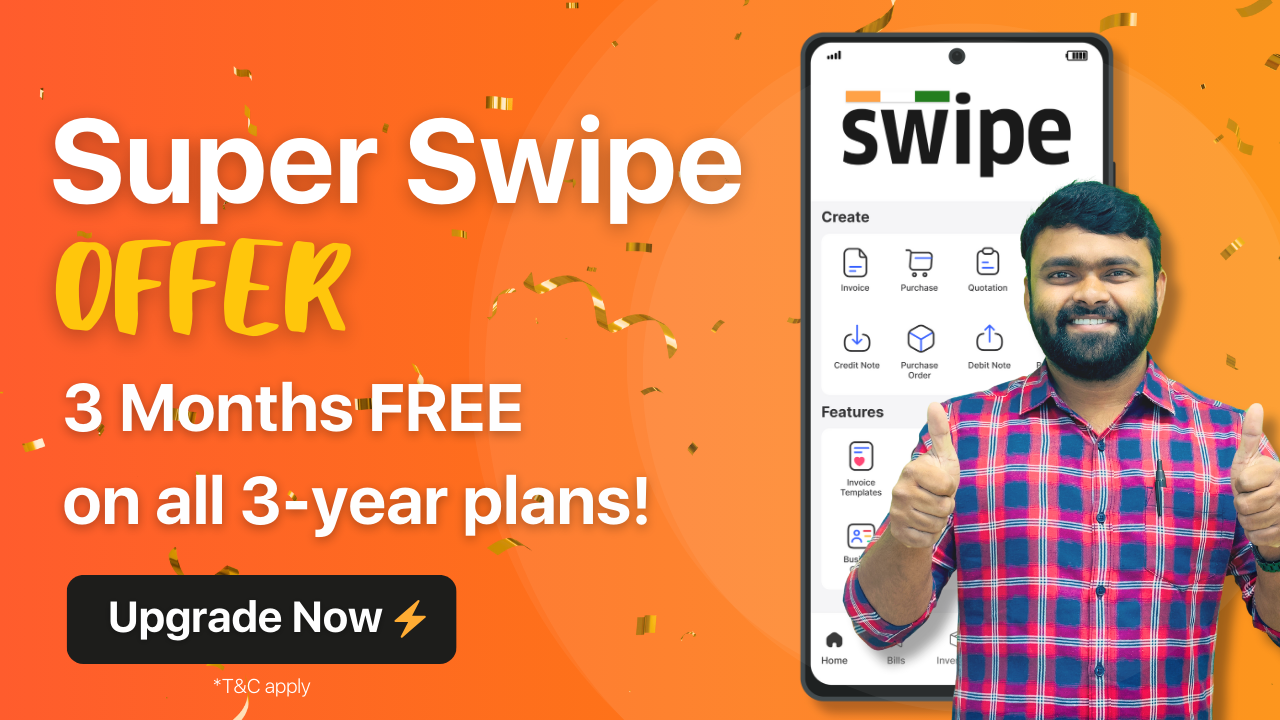 Super Swipe
OFFER
3 Months FREE
on all 3-year plans!
Upgrade Now
*T&C apply
swipe
Create
Invoice
Purchase
Quotation
Credit Note
Purchase
Order
Debit Note
Features
Invoice
Templates
Home
Bills